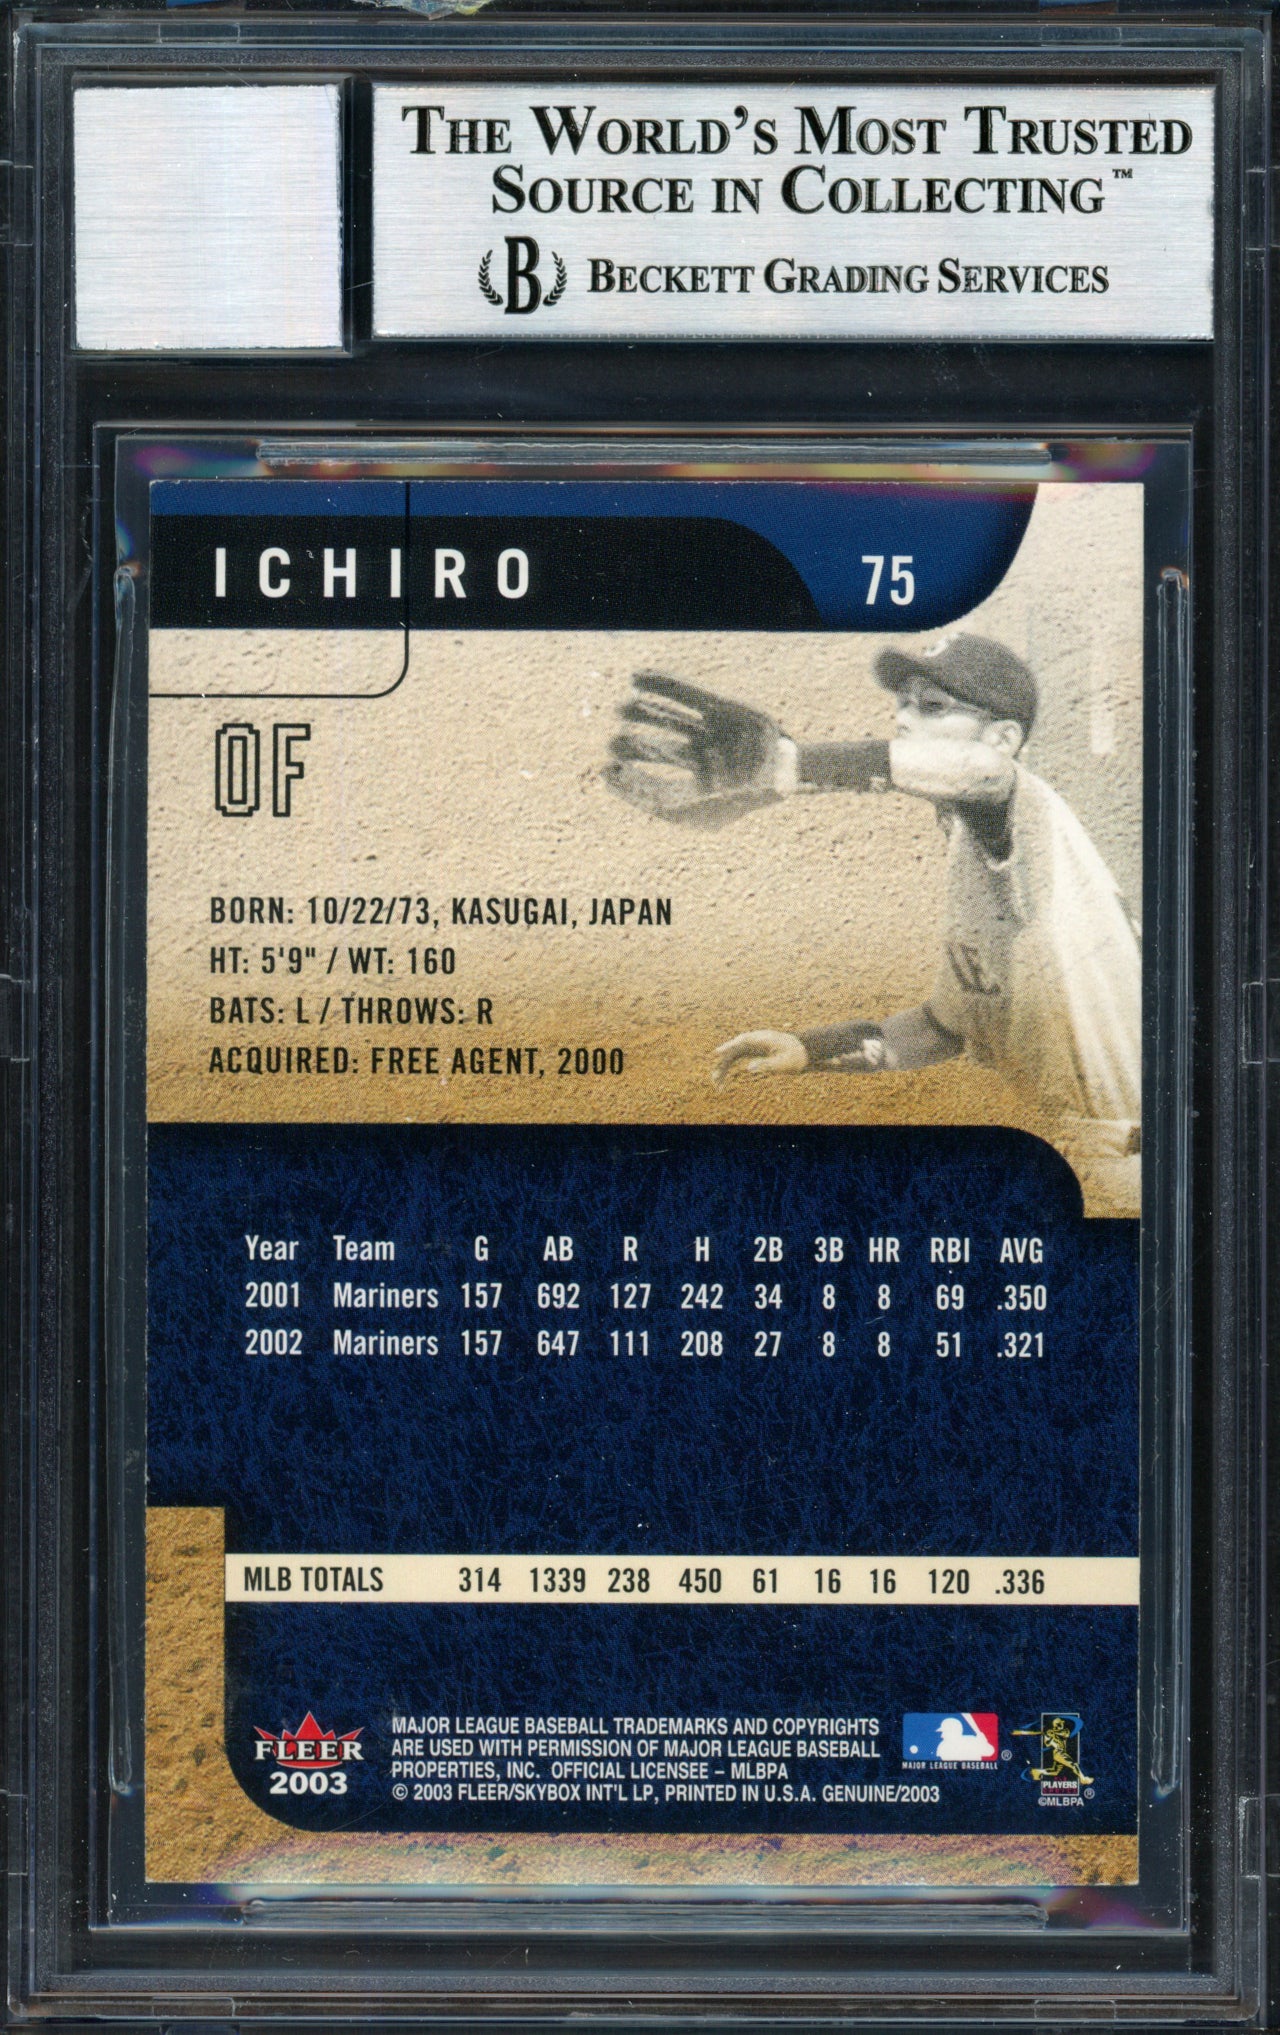 THE WORLD'S MOST TRUSTED
SOURCE IN COLLECTING™
B BECKETT GRADING SERVICES
ICHIRO
75
OF
BORN: 10/22/73, KASUGAI, JAPAN
HT: 5'9" / WT: 160
BATS: L / THROWS: R
ACQUIRED: FREE AGENT, 2000
Year Team G AB R H 2B 3B HR RBI AVG
2001 Mariners 157 692 127 242 34 8 8 69 .350
2002 Mariners 157 647 111 208 27 8 8 51 .321
MLB TOTALS 314 1339 238 450 61 16 16 120 .336
FLEER
2003
MAJOR LEAGUE BASEBALL TRADEMARKS AND COPYRIGHTS
ARE USED WITH PERMISSION OF MAJOR LEAGUE BASEBALL
PROPERTIES, INC. OFFICIAL LICENSEE – MLBPA
© 2003 FLEER/SKYBOX INT'L LP, PRINTED IN U.S.A. GENUINE/2003
MAJOR LEAGUE BASEBALL ®
PLAYERS
®
©MLBPA